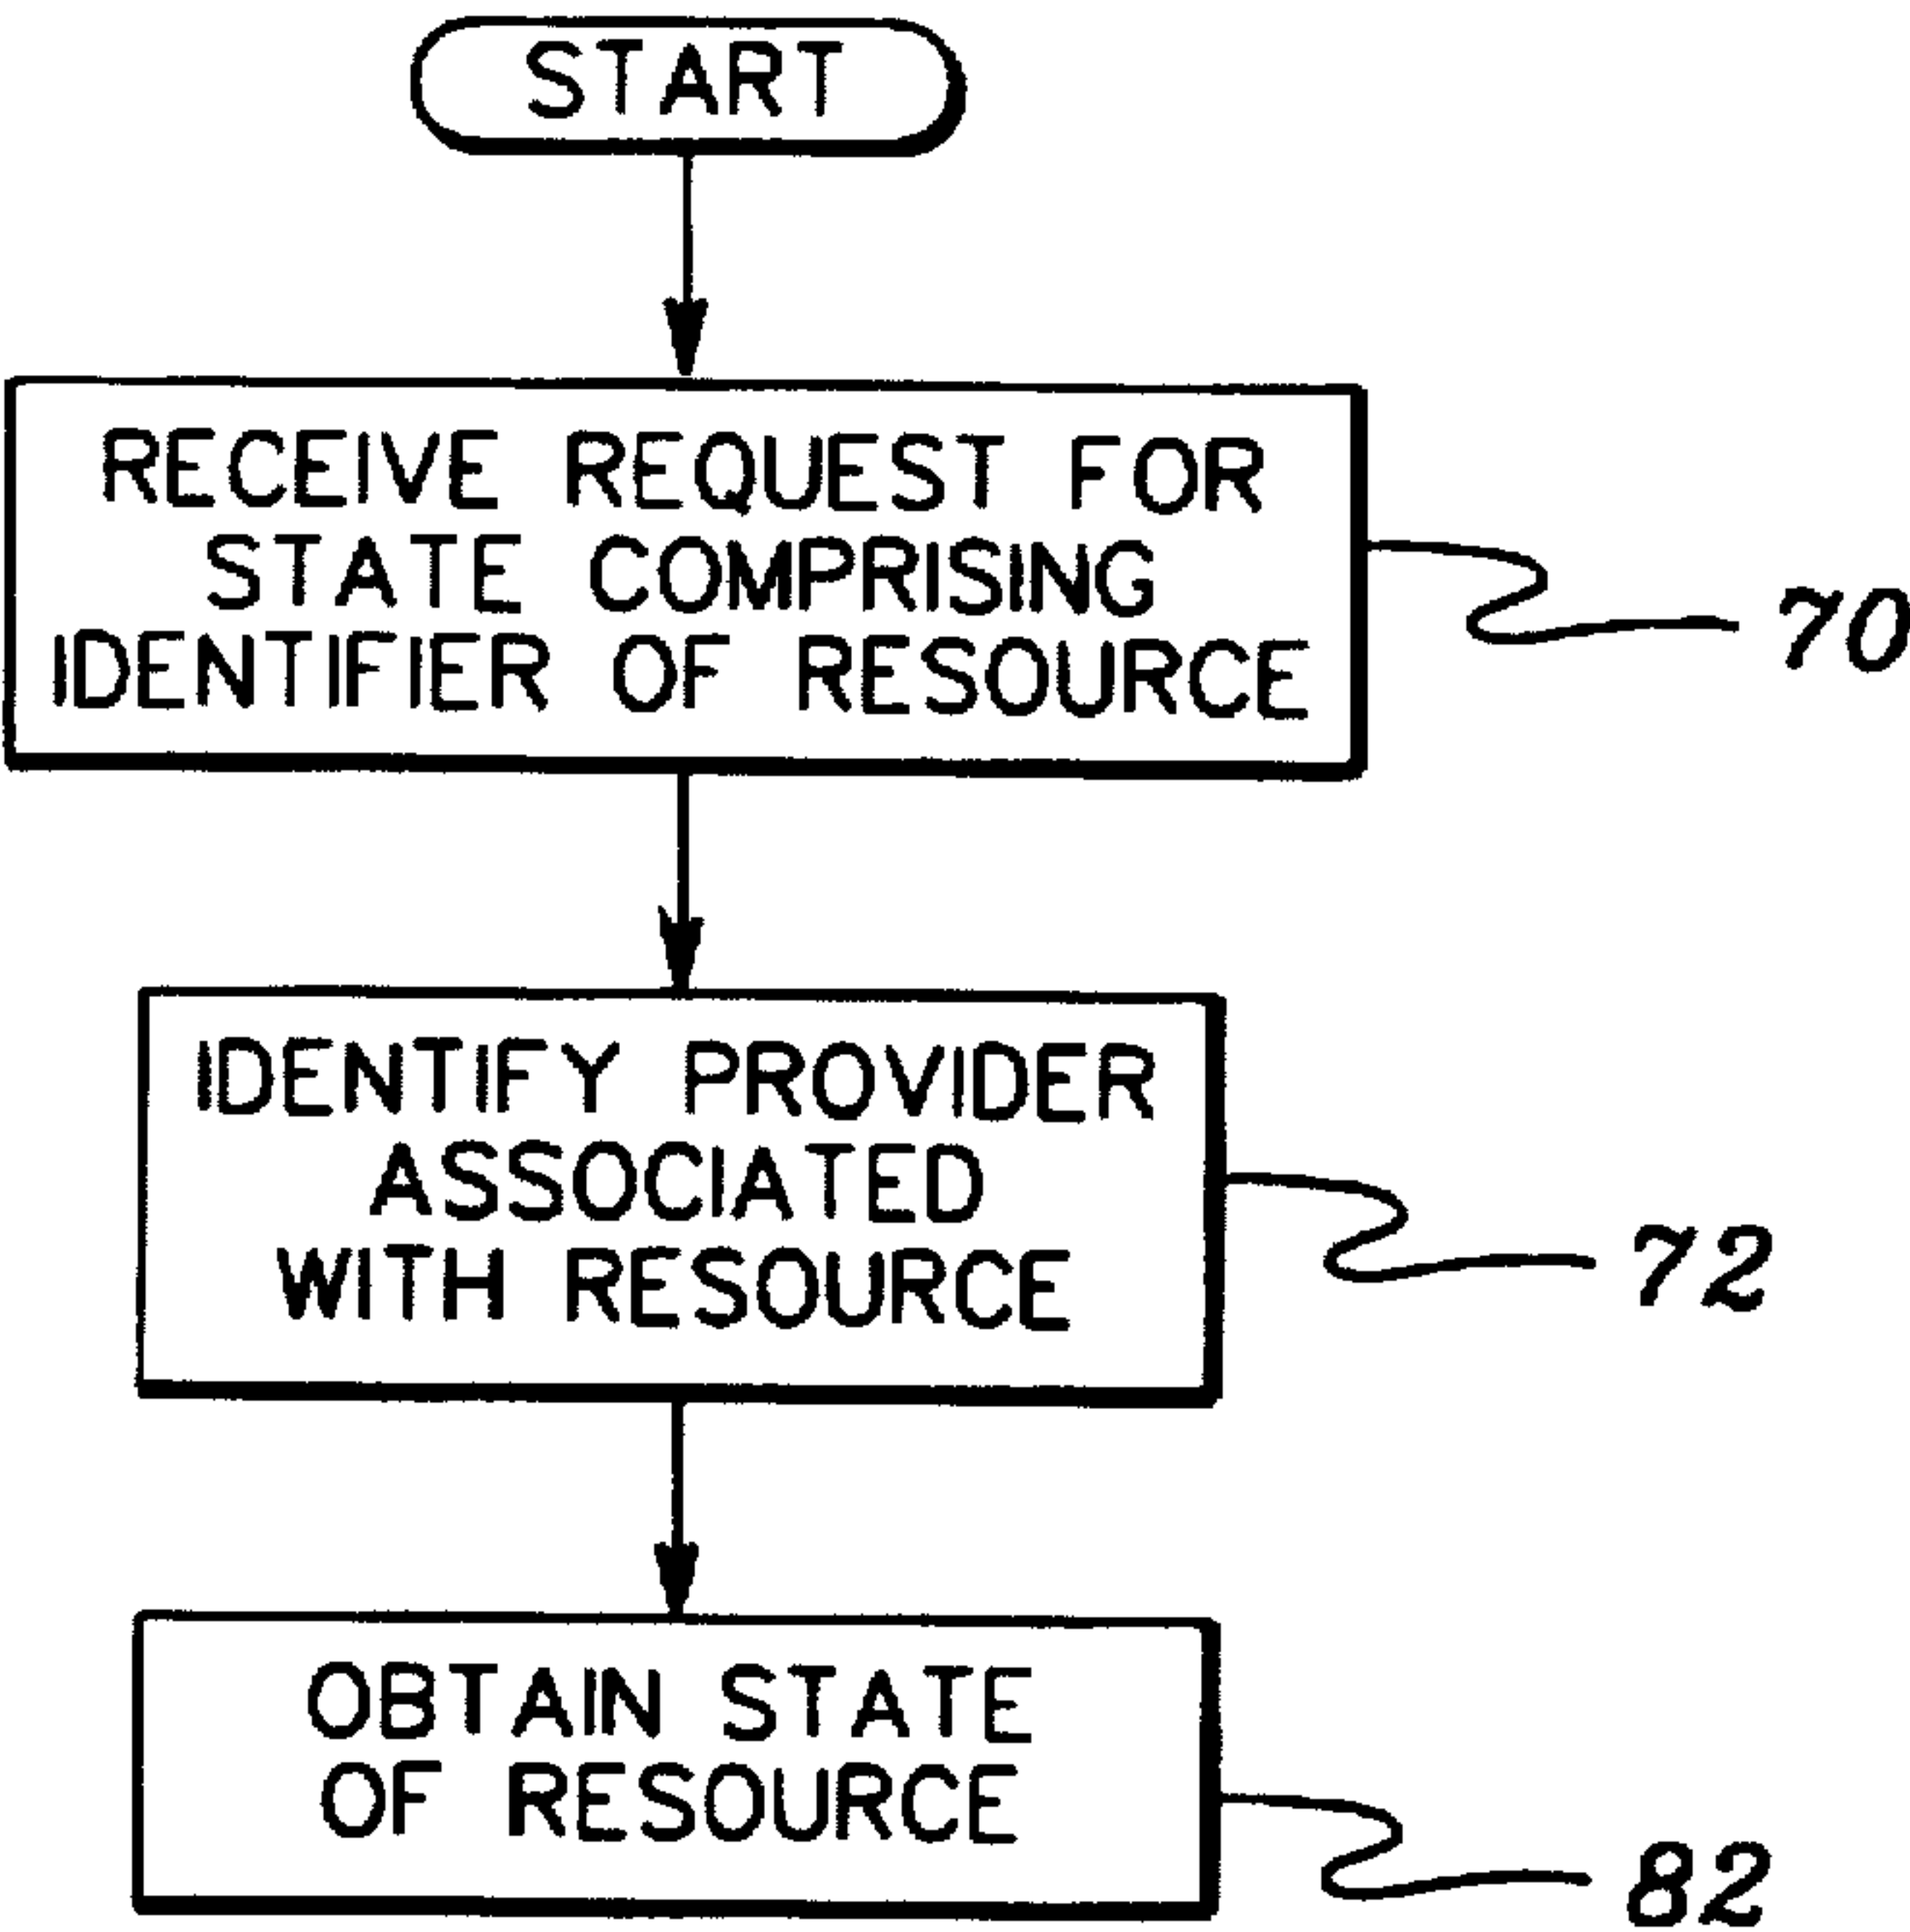 START
RECEIVE REQUEST FOR
STATE COMPRISING
IDENTIFIER OF RESOURCE
70
IDENTIFY PROVIDER
ASSOCIATED
WITH RESOURCE
72
OBTAIN STATE
OF RESOURCE
82